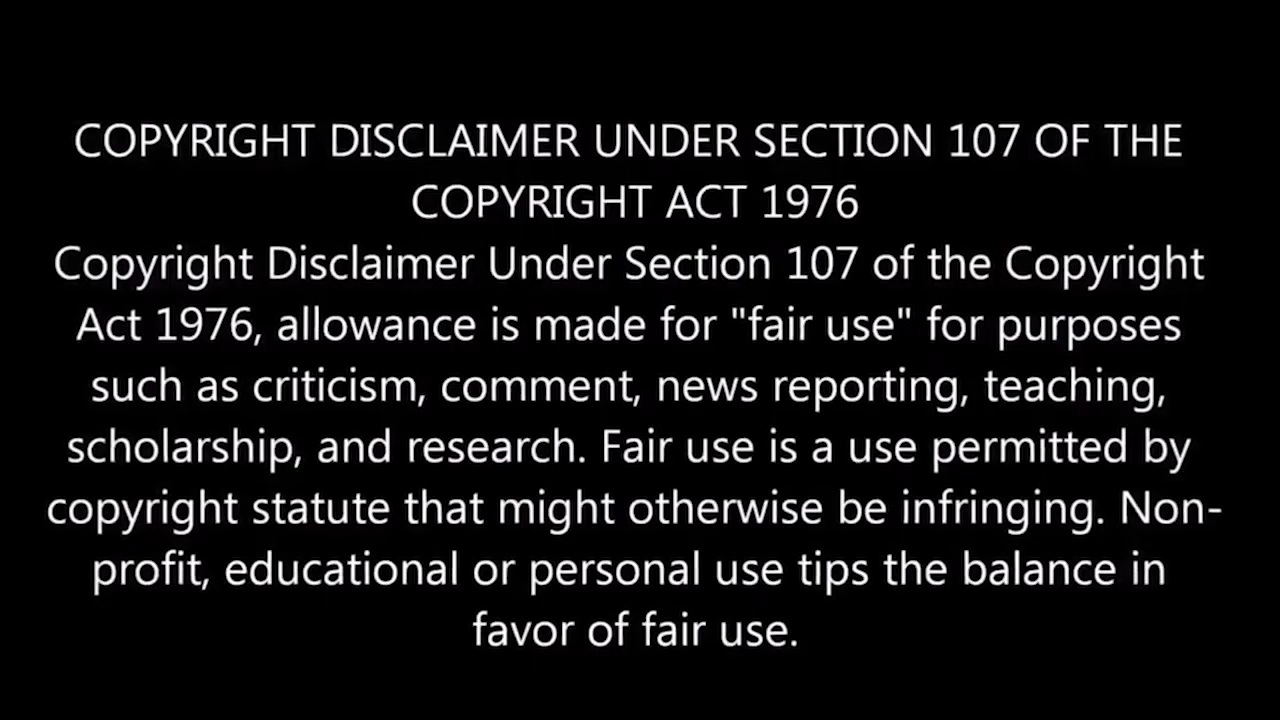 COPYRIGHT DISCLAIMER UNDER SECTION 107 OF THE
COPYRIGHT ACT 1976
Copyright Disclaimer Under Section 107 of the Copyright
Act 1976, allowance is made for "fair use" for purposes
such as criticism, comment, news reporting, teaching,
scholarship, and research. Fair use is a use permitted by
copyright statute that might otherwise be infringing. Non-
profit, educational or personal use tips the balance in
favor of fair use.